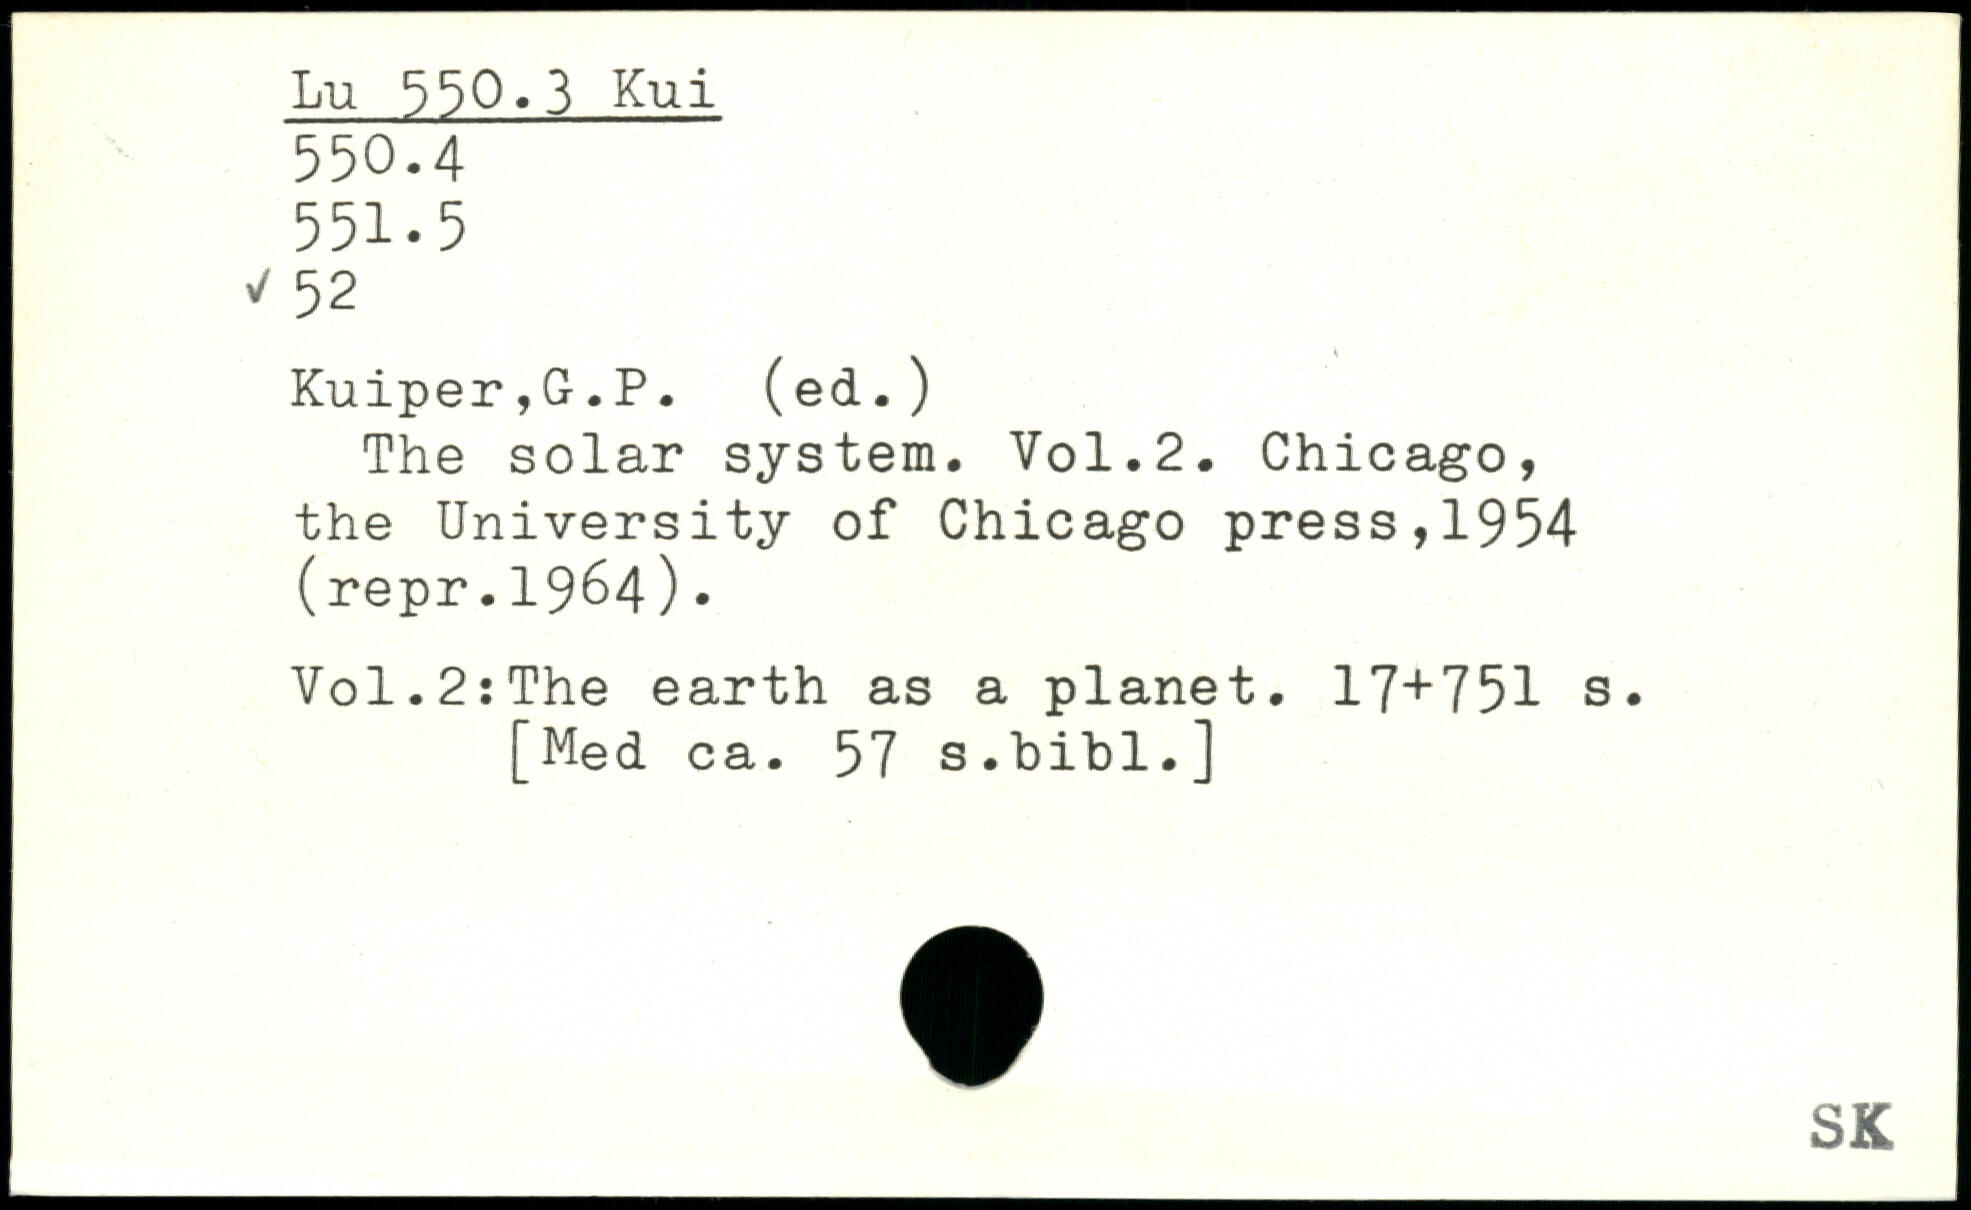 Lu 550.3 Kui
550.4
551.5
✓ 52
Kuiper,G.P. (ed.)
The solar system. Vol.2. Chicago,
the University of Chicago press,1954
(repr.1964).
Vol.2:The earth as a planet. 17+751 s.
[Med ca. 57 s.bibl.]
SK